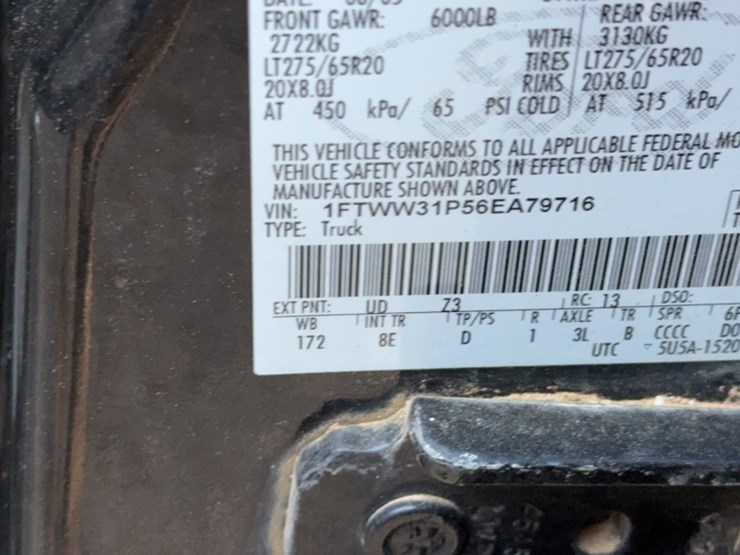 FRONT GAWR: 6000LB REAR GAWR:
2722KG WITH 3130KG
LT275/65R20 TIRES LT275/65R20
20X8.0J RIMS 20X8.0J
AT 450 kPa/ 65 PSI COLD AT 515 kPa/
THIS VEHICLE CONFORMS TO ALL APPLICABLE FEDERAL MO
VEHICLE SAFETY STANDARDS IN EFFECT ON THE DATE OF
MANUFACTURE SHOWN ABOVE.
VIN: 1FTWW31P56EA79716
TYPE: Truck
EXT PNT: UD Z3 RC: 13 DSO:
WB INT TR TP/PS R AXLE TR SPR 6F
172 8E D 1 3L B CCCC DO
UTC 5U5A-1520